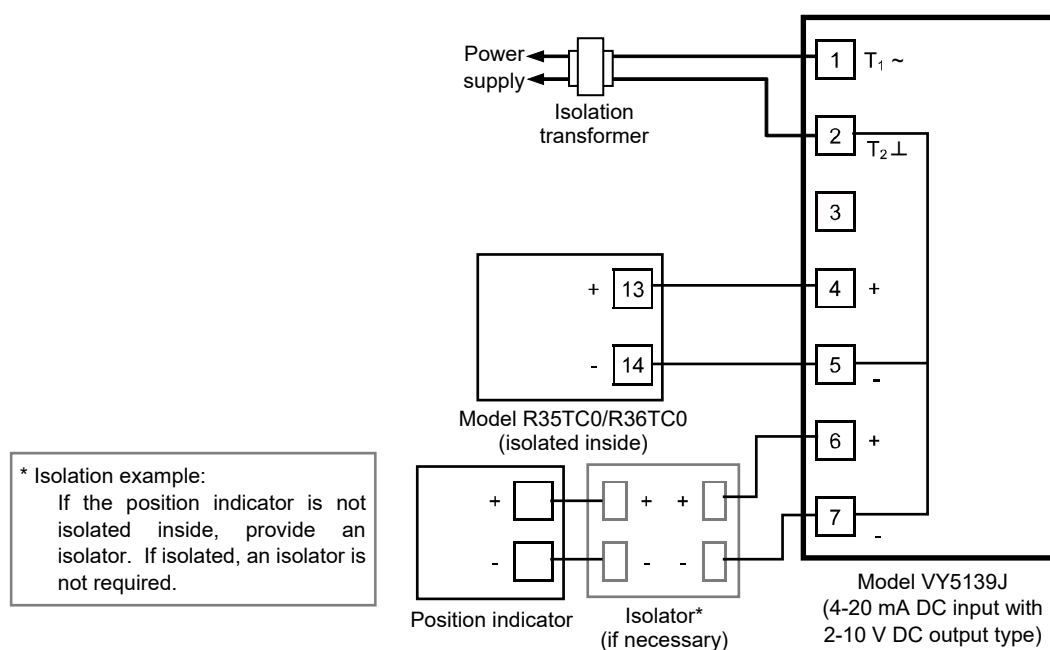 Power
supply
Isolation
transformer
1 T₁ ~
2
T₂ ⊥
3
+ 13
4 +
- 14
5
-
Model R35TC0/R36TC0
(isolated inside)
6 +
* Isolation example:
If the position indicator is not
isolated inside, provide an
isolator. If isolated, an isolator is
not required.
+ + +
7
-
- - -
Position indicator
Isolator*
(if necessary)
Model VY5139J
(4-20 mA DC input with
2-10 V DC output type)